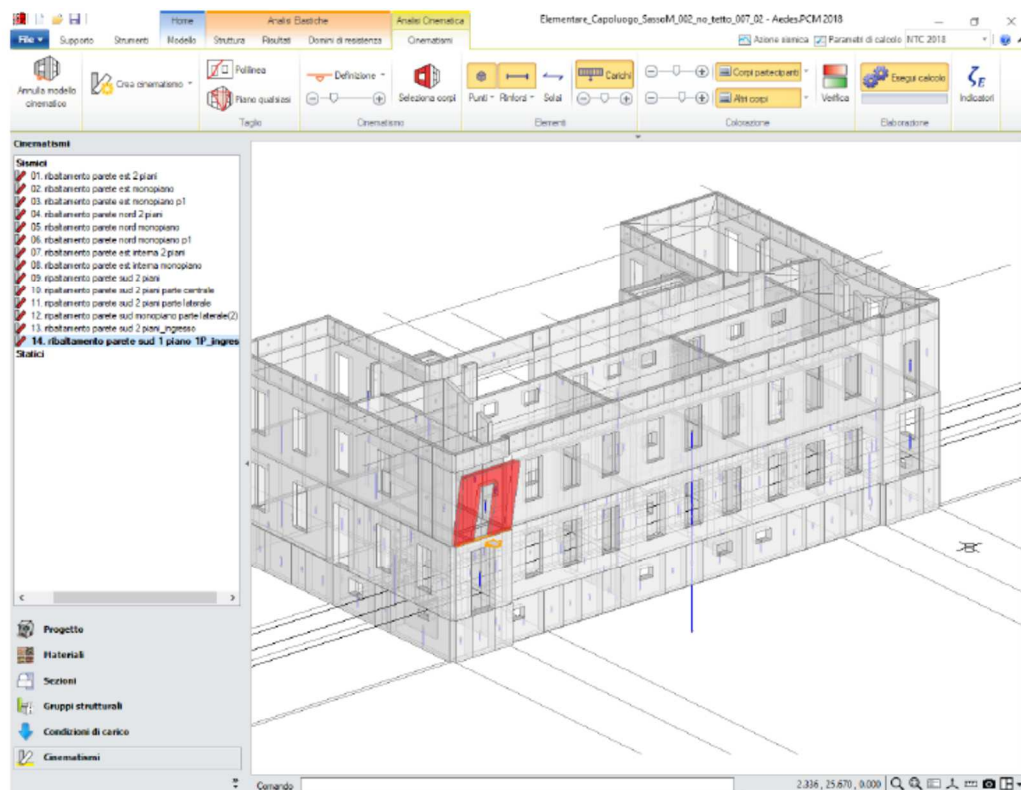 Home
Analisi Elastiche
Analisi Cinematica
Elementare_Capoluogo_SassoM_002_no_tetto_007_02 - Aedes.PCM 2018
File
Supporto
Strumenti
Modello
Struttura
Risultati
Domini di resistenza
Cinematismi
Azione sismica
Parametri di calcolo
NTC 2018
Annulla modello cinematico
Crea cinematismo
Polilinea
Piano qualsiasi
Taglio
Definizione
Cinematismo
Seleziona corpi
Punti
Rinforzi
Solai
Carichi
Elementi
Corpi partecipanti
Altri corpi
Colorazione
Verifica
Esegui calcolo
Elaborazione
ζE
Indicatori
Cinematismi
Sismici
01. ribaltamento parete est 2 piani
02. ribaltamento parete est monopiano
03. ribaltamento parete est monopiano p1
04. ribaltamento parete nord 2 piani
05. ribaltamento parete nord monopiano
06. ribaltamento parete nord monopiano p1
07. ribaltamento parete est interna 2 piani
08. ribaltamento parete est interna monopiano
09. ripaltamento parete sud 2 piani
10. ripaltamento parete sud 2 piani parte centrale
11. ripaltamento parete sud 2 piani parte laterale
12. ripaltamento parete sud monopiano parte laterale(2)
13. ribaltamento parete sud 2 piani_ingresso
14. ribaltamento parete sud 1 piano 1P_ingres
Statici
Progetto
Materiali
Sezioni
Gruppi strutturali
Condizioni di carico
Cinematismi
Comando
2.336, 25.670, 0.000